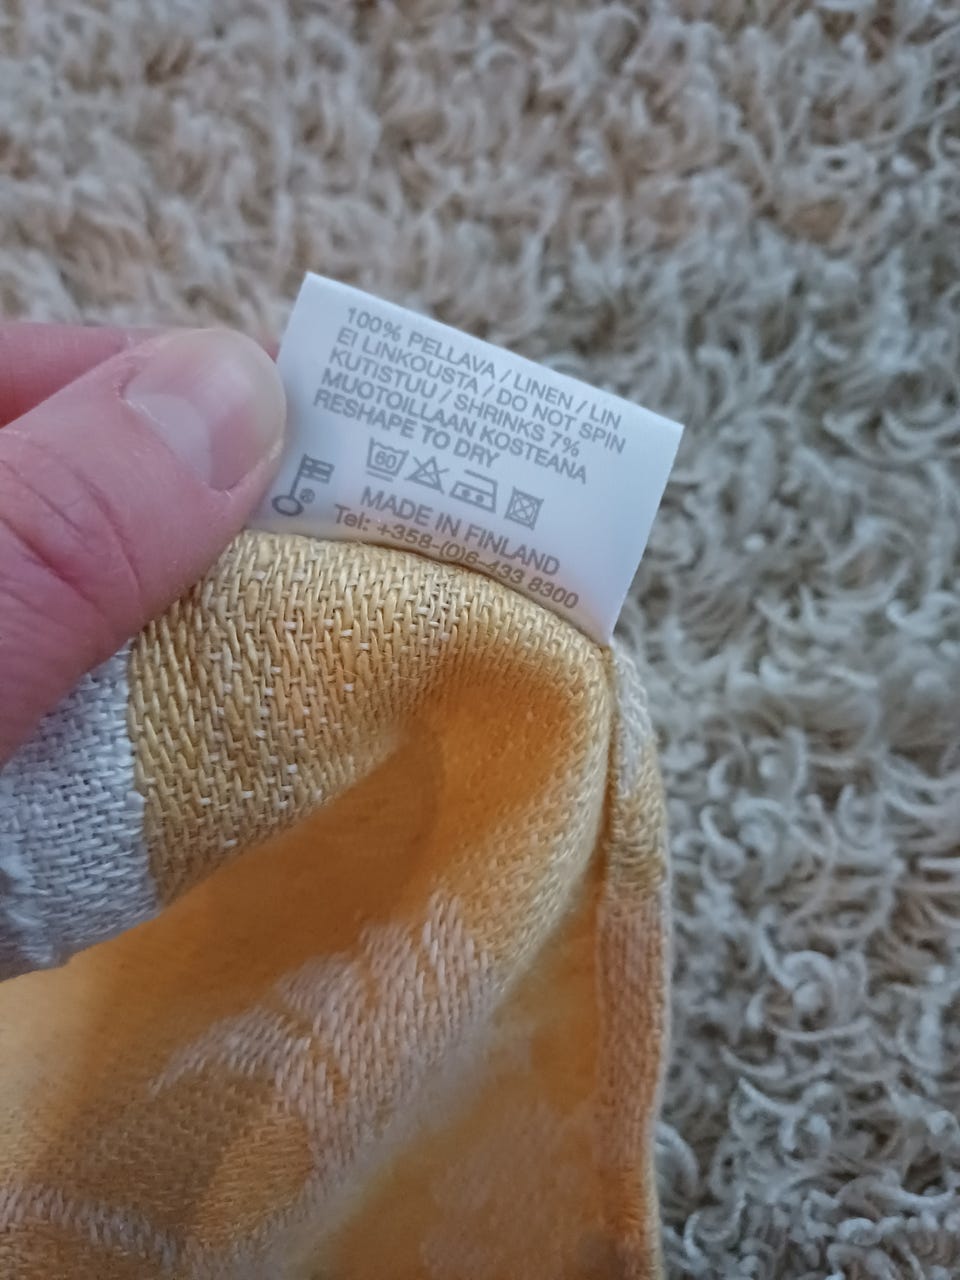 100% PELLAVA / LINEN / LIN
EI LINKOUSTA / DO NOT SPIN
KUTISTUU / SHRINKS 7%
MUOTOILLAAN KOSTEANA
RESHAPE TO DRY
60
®
MADE IN FINLAND
Tel: +358-(0)6-433 8300